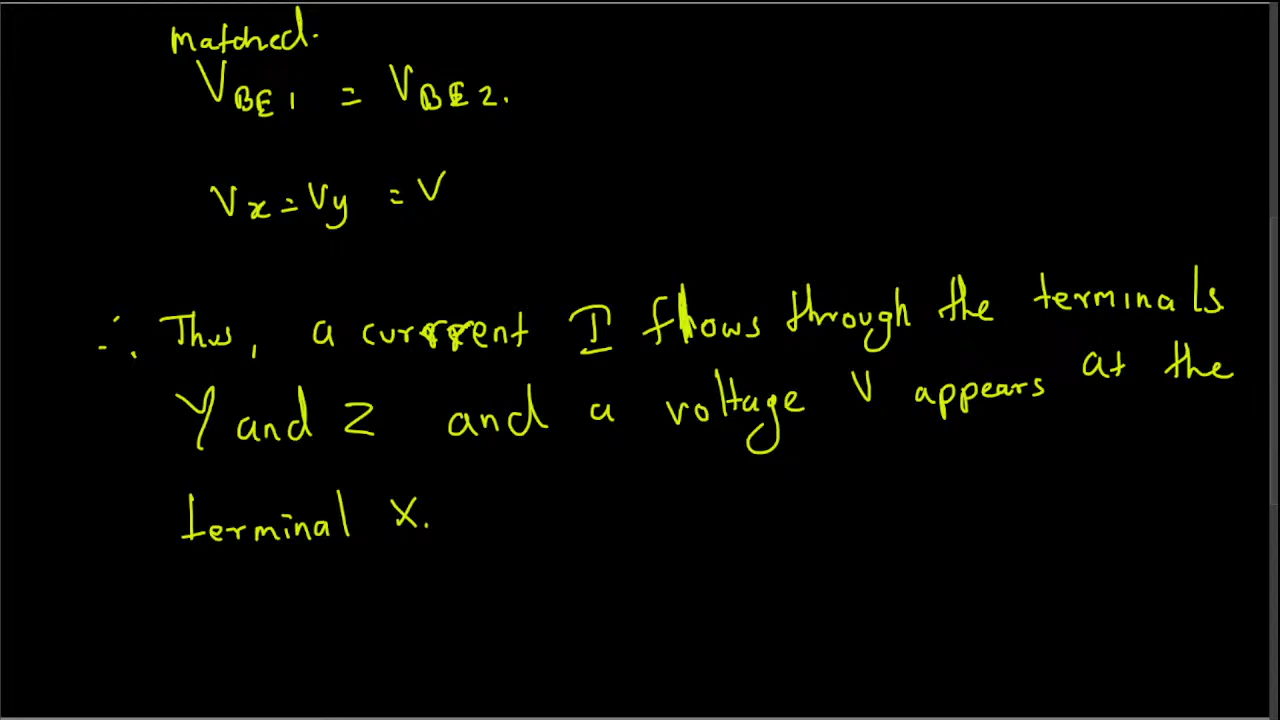 matched.
VBE1 = VBE2.
Vx = Vy = V
∴ Thus, a current I flows through the terminals
Y and Z and a voltage V appears at the
terminal X.